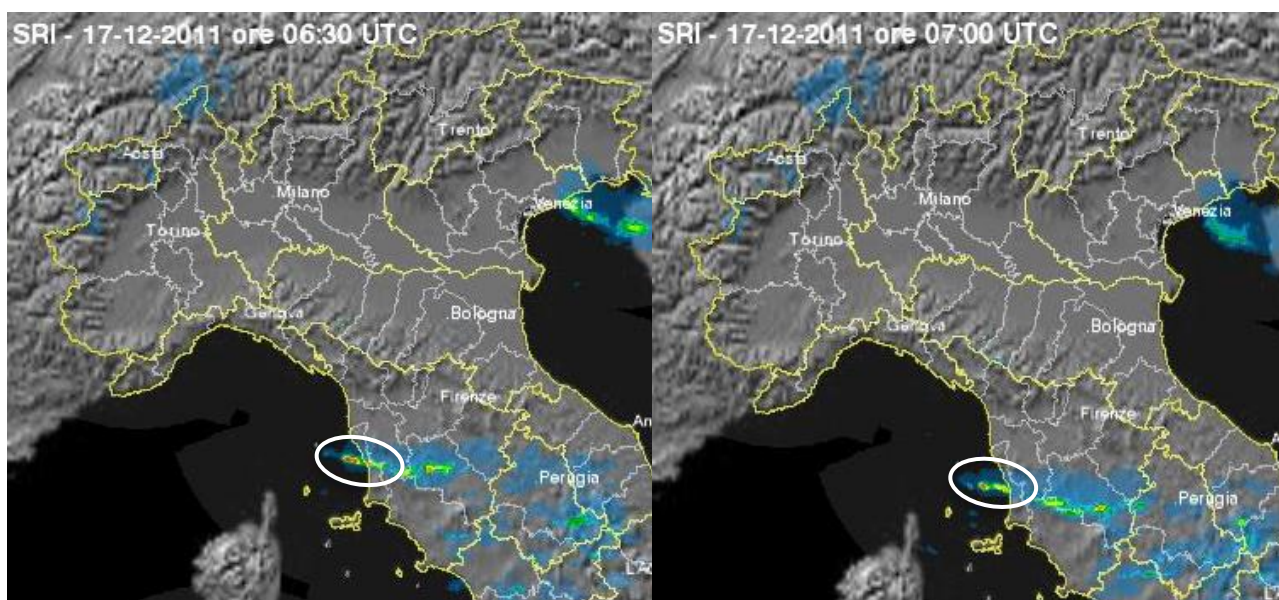 SRI - 17-12-2011 ore 06:30 UTC
Trento
Aosta
Milano
Venezia
Torino
Genova
.Bologna
Firenze
An
Perugia
SRI - 17-12-2011 ore 07:00 UTC
Trento
Aosta
Milano
Venezia
Torino
Genova
.Bologna
Firenze
Perugia